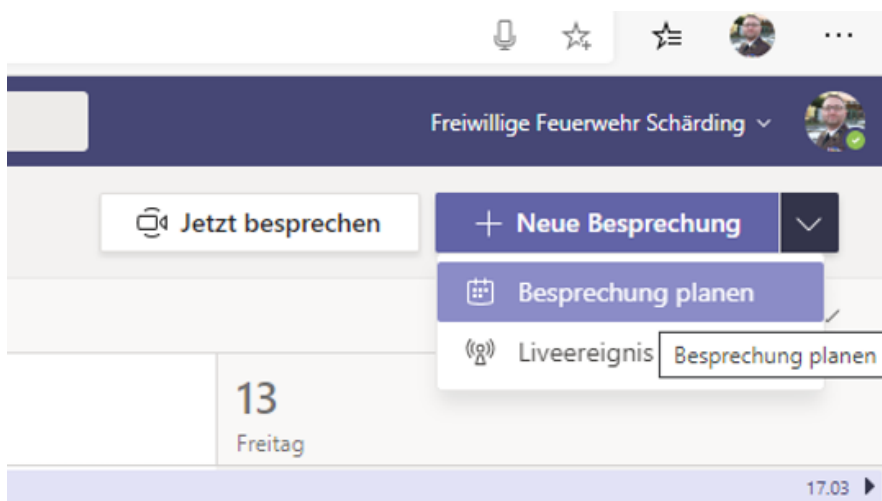 Freiwillige Feuerwehr Schärding
Jetzt besprechen
Neue Besprechung
Besprechung planen
Liveereignis
Besprechung planen
13
Freitag
17.03